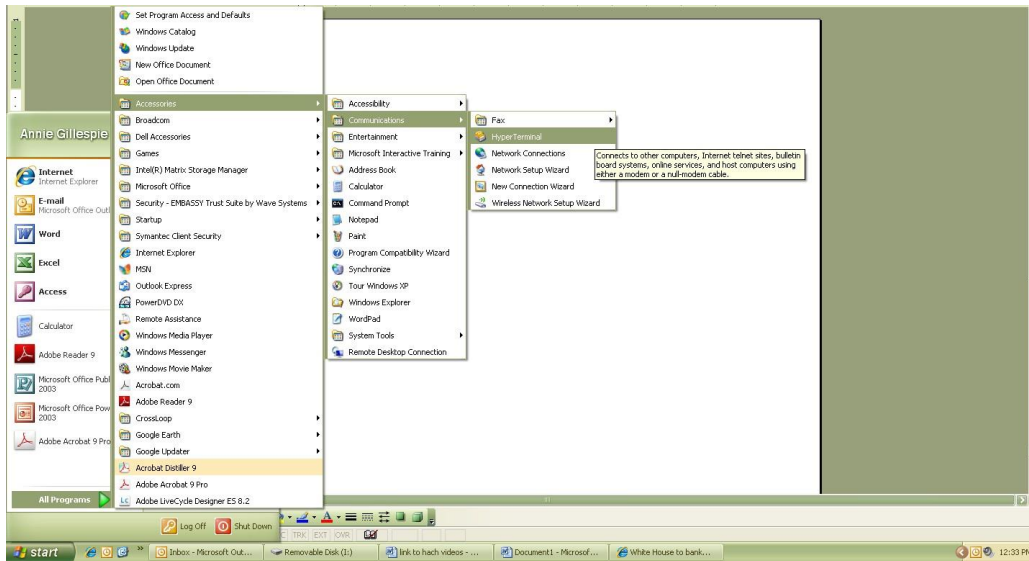 Set Program Access and Defaults
Windows Catalog
Windows Update
New Office Document
Open Office Document
Accessories
Broadcom
Dell Accessories
Games
Intel(R) Matrix Storage Manager
Microsoft Office
Security - EMBASSY Trust Suite by Wave Systems
Startup
Symantec Client Security
Internet Explorer
MSN
Outlook Express
PowerDVD DX
Remote Assistance
Windows Media Player
Windows Messenger
Windows Movie Maker
Acrobat.com
Adobe Reader 9
CrossLoop
Google Earth
Google Updater
Acrobat Distiller 9
Adobe Acrobat 9 Pro
Adobe LiveCycle Designer ES 8.2
Accessibility
Communications
Entertainment
Microsoft Interactive Training
Address Book
Calculator
Command Prompt
Notepad
Paint
Program Compatibility Wizard
Synchronize
Tour Windows XP
Windows Explorer
WordPad
System Tools
Remote Desktop Connection
Fax
HyperTerminal
Network Connections
Network Setup Wizard
New Connection Wizard
Wireless Network Setup Wizard
Connects to other computers, Internet telnet sites, bulletin
board systems, online services, and host computers using
either a modem or a null-modem cable.
Annie Gillespie
Internet
Internet Explorer
E-mail
Microsoft Office Outl
Word
Excel
Access
Calculator
Adobe Reader 9
Microsoft Office Publ
2003
Microsoft Office Pow
2003
Adobe Acrobat 9 Pro
All Programs
Log Off
Shut Down
TRK EXT OVR
start
Inbox - Microsoft Out...
Removable Disk (I:)
link to hach videos - ...
Document1 - Microsof...
White House to bank...
12:33 PM